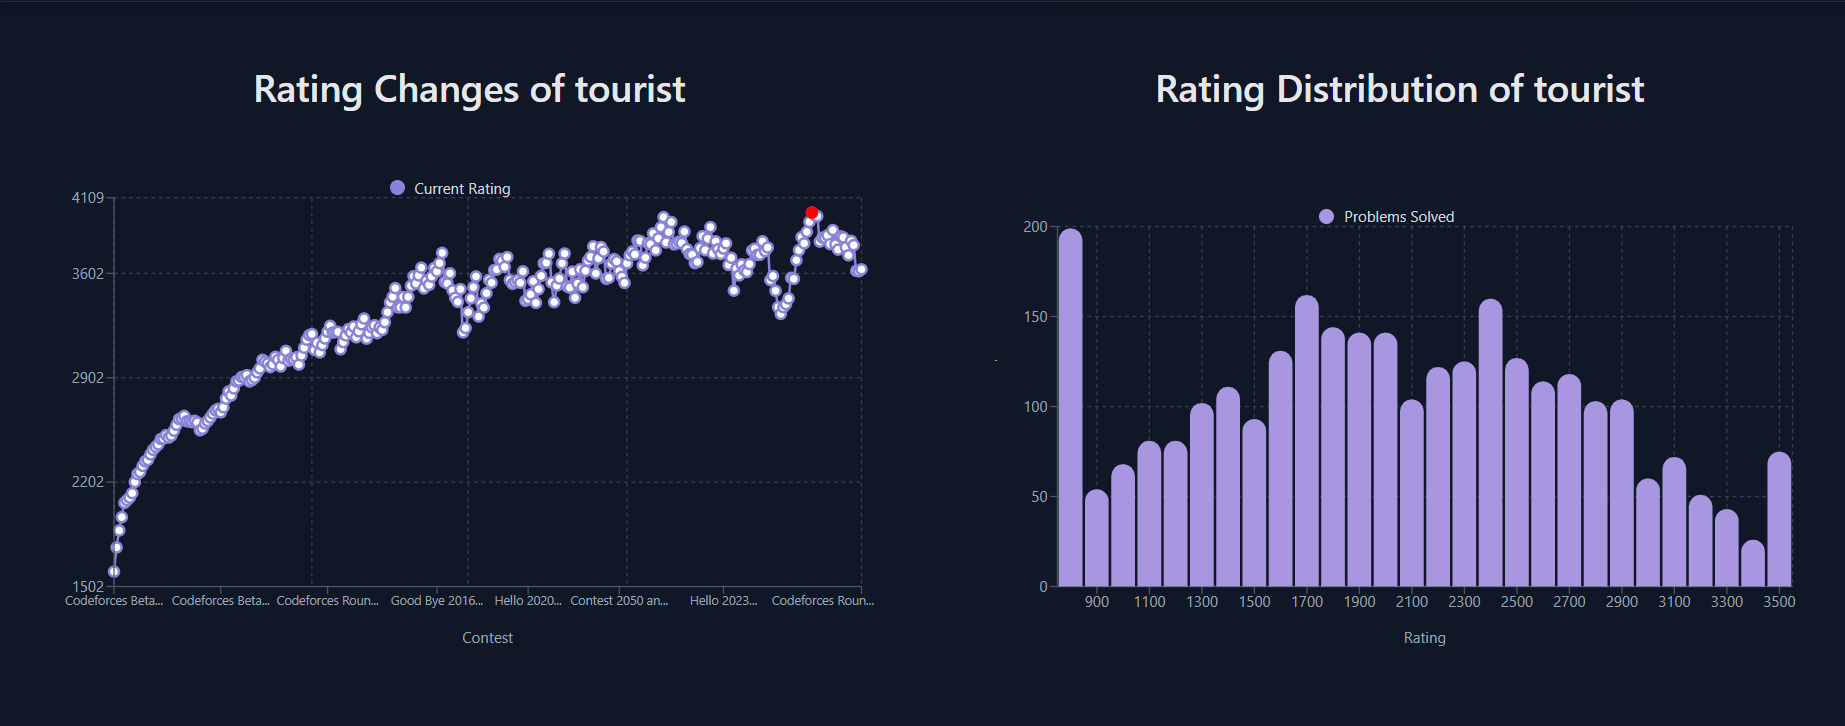 Rating Changes of tourist
Current Rating
4109
3602
2902
2202
1502
Codeforces Beta... Codeforces Beta... Codeforces Roun... Good Bye 2016... Hello 2020... Contest 2050 an... Hello 2023... Codeforces Roun...
Contest
Rating Distribution of tourist
Problems Solved
200
150
100
50
0
900 1100 1300 1500 1700 1900 2100 2300 2500 2700 2900 3100 3300 3500
Rating